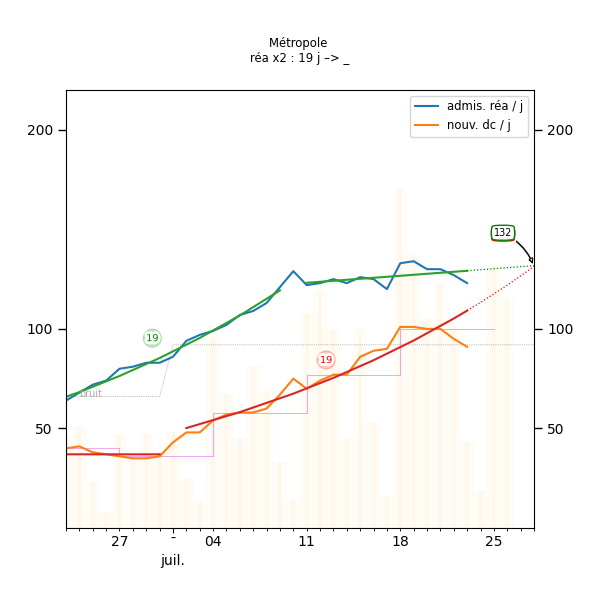 Métropole
réa x2 : 19 j –> _
admis. réa / j
nouv. dc / j
200
200
132
100
100
19
19
bruit
50
50
27
-
04
11
18
25
juil.